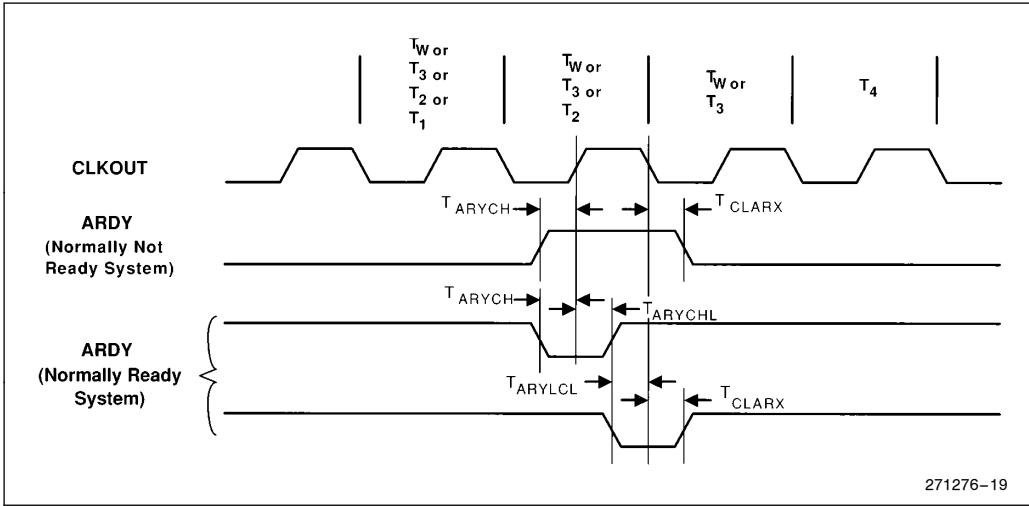 TW or
T3 or
T2 or
T1
TW or
T3 or
T2
TW or
T3
T4
CLKOUT
TARYCH
TCLARX
ARDY
(Normally Not
Ready System)
TARYCH
TARYCHL
ARDY
(Normally Ready
System)
TARYLCL
TCLARX
271276–19